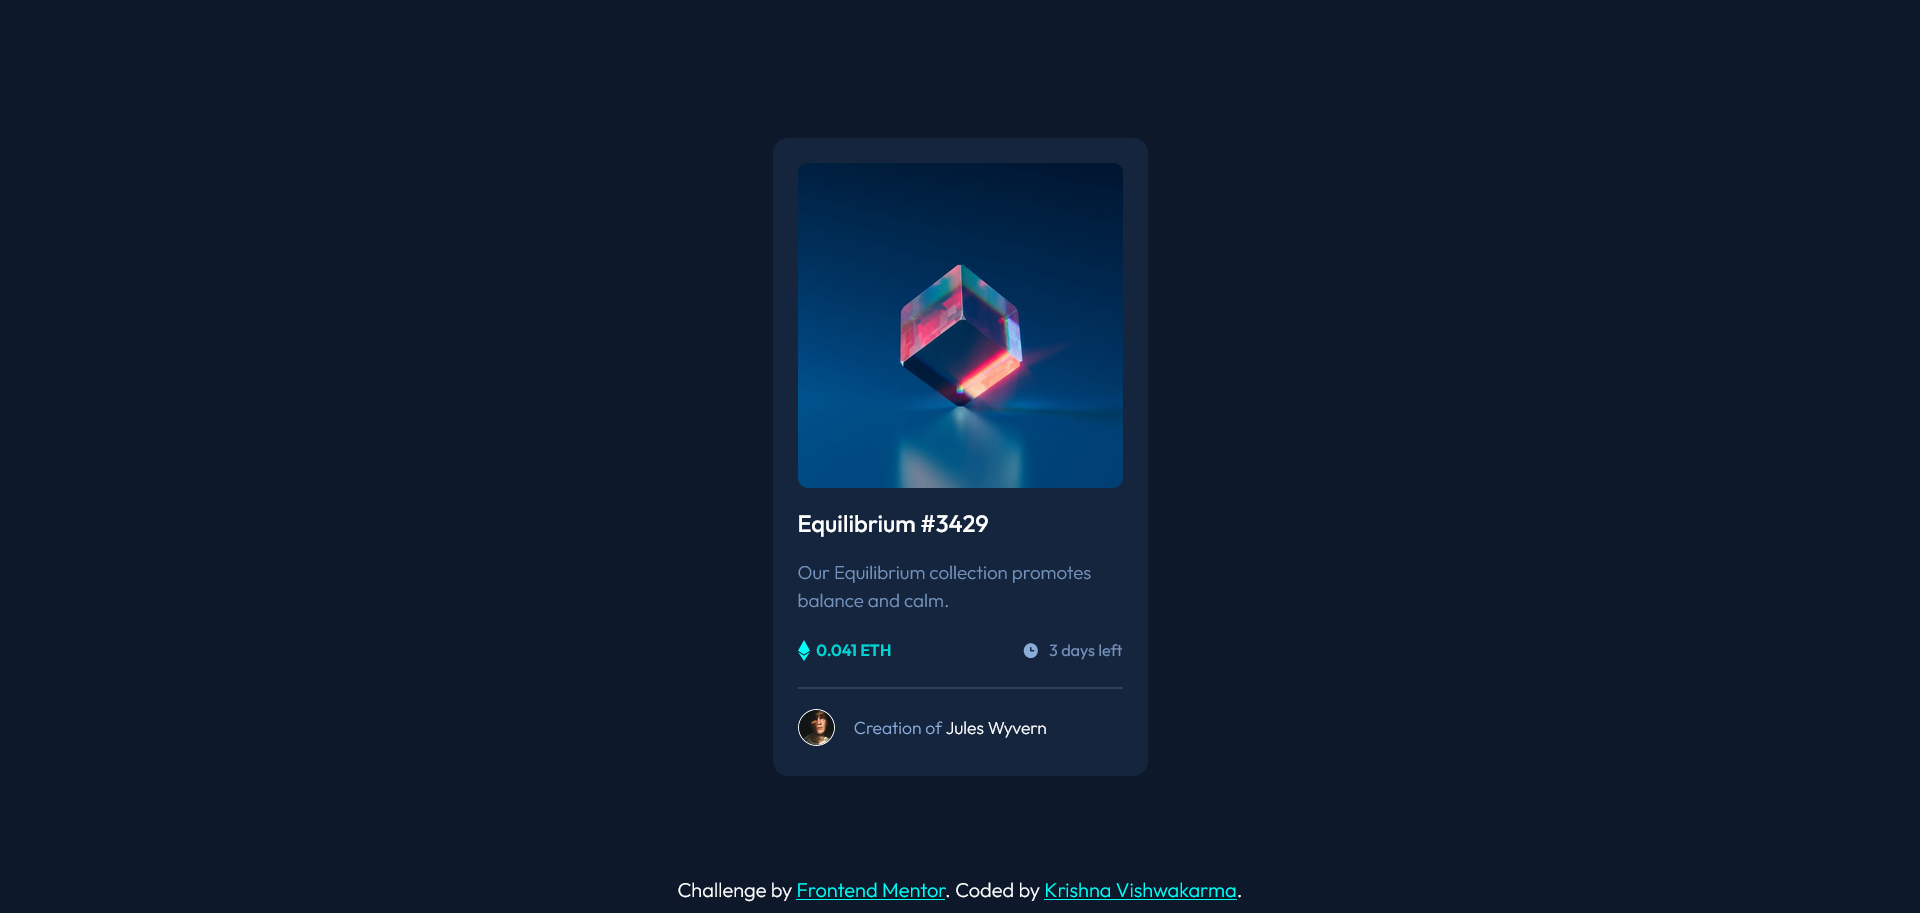 Equilibrium #3429
Our Equilibrium collection promotes
balance and calm.
0.041 ETH
3 days left
Creation of Jules Wyvern
Challenge by Frontend Mentor. Coded by Krishna Vishwakarma.